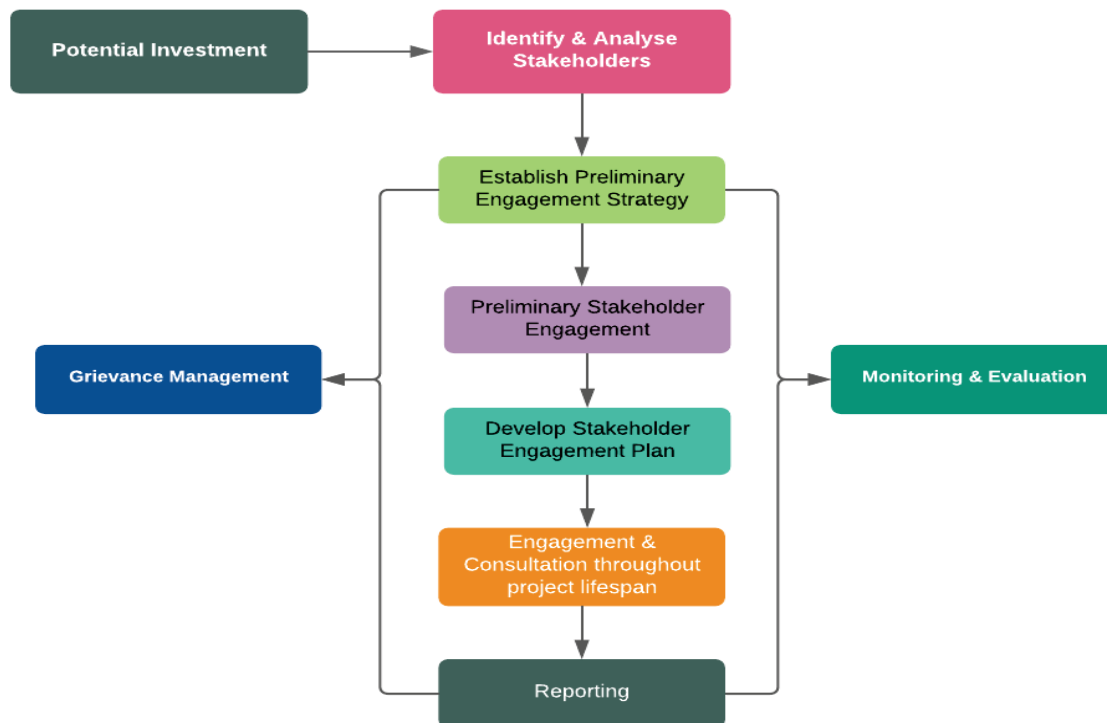 Potential Investment
Identify & Analyse
Stakeholders
Establish Preliminary
Engagement Strategy
Preliminary Stakeholder
Engagement
Grievance Management
Monitoring & Evaluation
Develop Stakeholder
Engagement Plan
Engagement &
Consultation throughout
project lifespan
Reporting